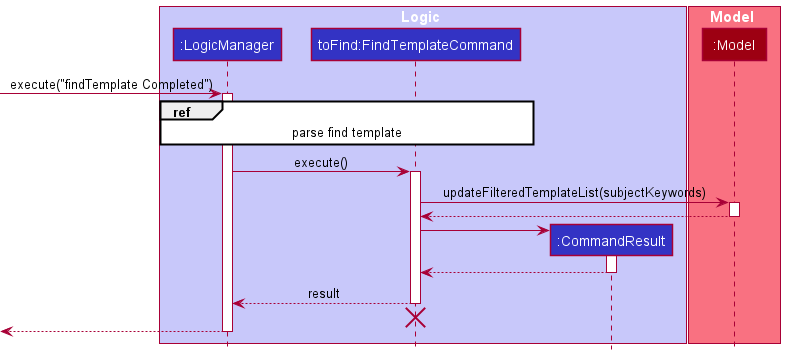 Logic
Model
:LogicManager
toFind:FindTemplateCommand
:Model
execute("findTemplate Completed")
ref
parse find template
execute()
updateFilteredTemplateList(subjectKeywords)
:CommandResult
result